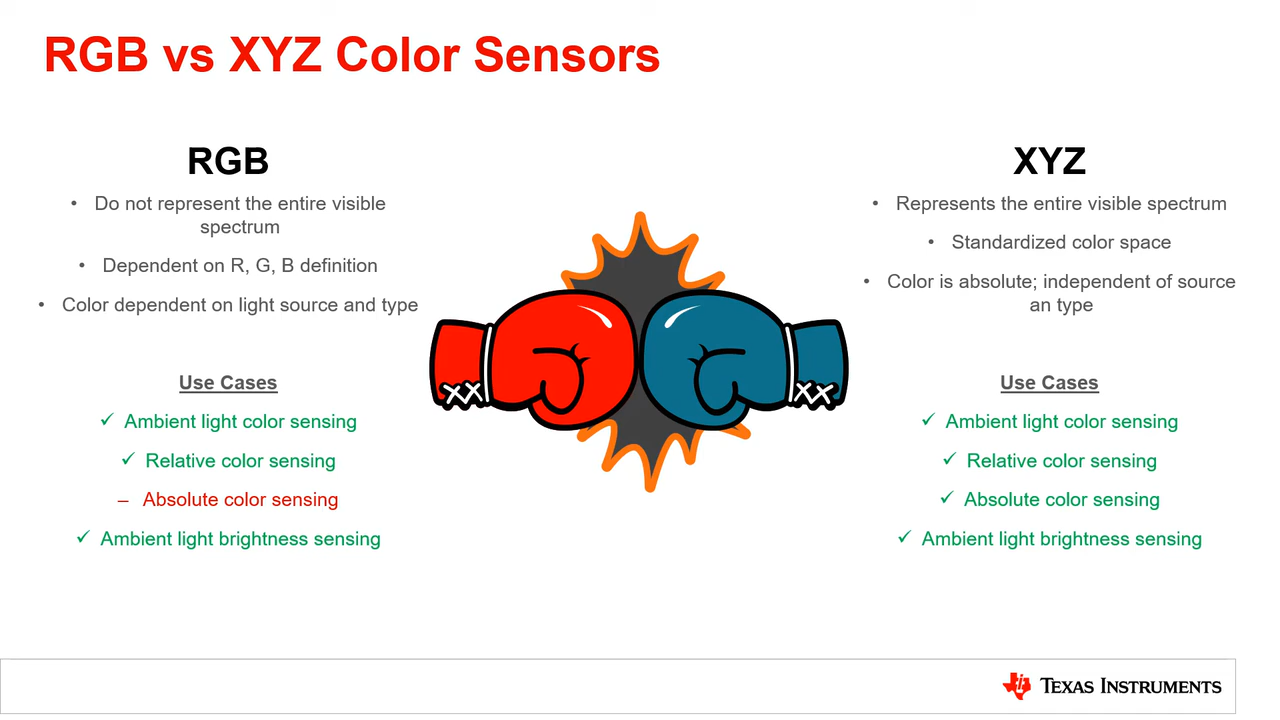 RGB vs XYZ Color Sensors
RGB
• Do not represent the entire visible
spectrum
• Dependent on R, G, B definition
• Color dependent on light source and type
Use Cases
✓ Ambient light color sensing
✓ Relative color sensing
– Absolute color sensing
✓ Ambient light brightness sensing
XYZ
• Represents the entire visible spectrum
• Standardized color space
• Color is absolute; independent of source
an type
Use Cases
✓ Ambient light color sensing
✓ Relative color sensing
✓ Absolute color sensing
✓ Ambient light brightness sensing
TEXAS INSTRUMENTS